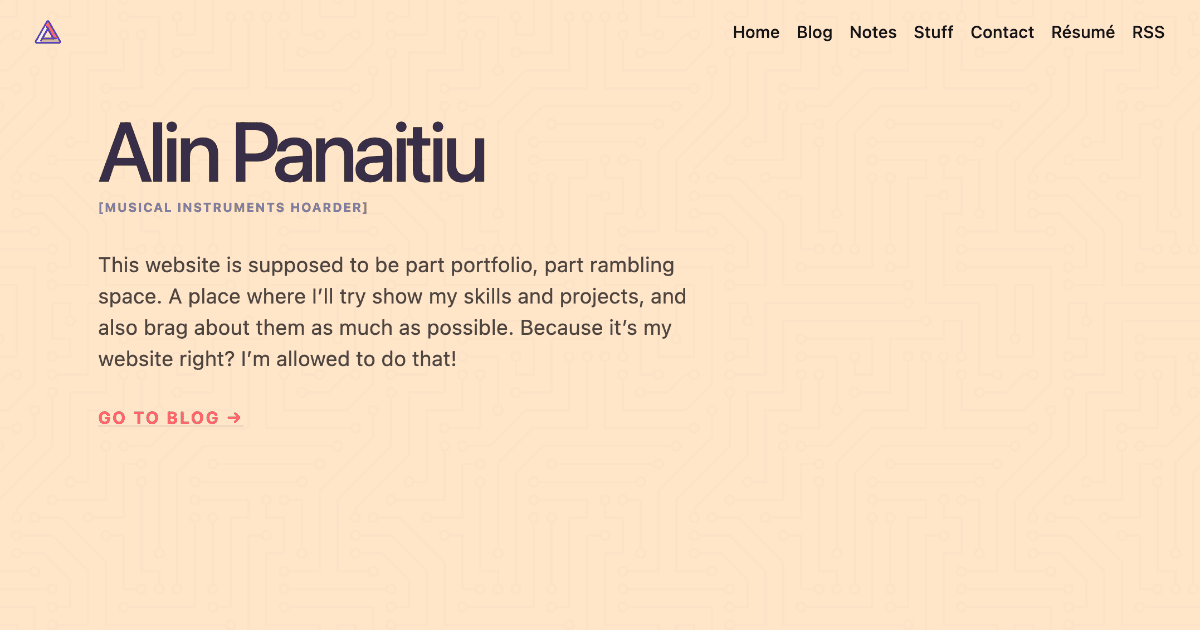 Home Blog Notes Stuff Contact Résumé RSS
Alin Panaitiu
[MUSICAL INSTRUMENTS HOARDER]
This website is supposed to be part portfolio, part rambling
space. A place where I’ll try show my skills and projects, and
also brag about them as much as possible. Because it’s my
website right? I’m allowed to do that!
GO TO BLOG →